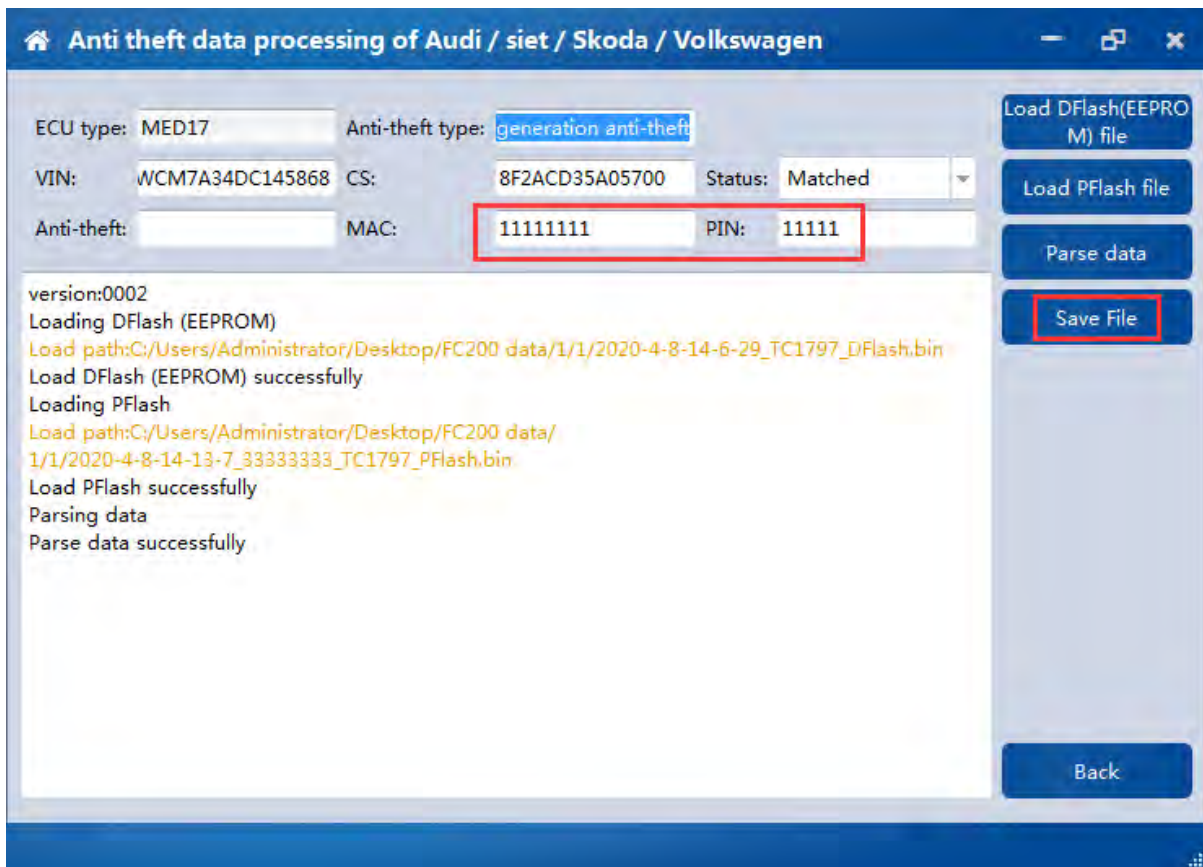 Anti theft data processing of Audi / siet / Skoda / Volkswagen
ECU type: MED17 Anti-theft type: generation anti-theft
VIN: WCM7A34DC145868 CS: 8F2ACD35A05700 Status: Matched
Anti-theft: MAC: 11111111 PIN: 11111
Load DFlash(EEPRO
M) file
Load PFlash file
Parse data
Save File
version:0002
Loading DFlash (EEPROM)
Load path:C:/Users/Administrator/Desktop/FC200 data/1/1/2020-4-8-14-6-29_TC1797_DFlash.bin
Load DFlash (EEPROM) successfully
Loading PFlash
Load path:C:/Users/Administrator/Desktop/FC200 data/
1/1/2020-4-8-14-13-7_33333333_TC1797_PFlash.bin
Load PFlash successfully
Parsing data
Parse data successfully
Back